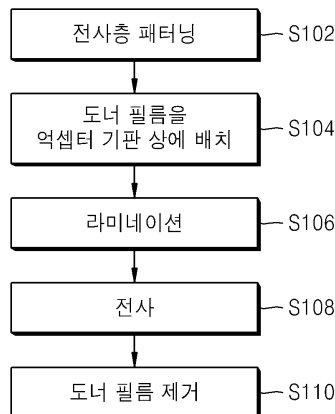 전사층 패터닝
S102
도너 필름을
억셉터 기판 상에 배치
S104
라미네이션
S106
전사
S108
도너 필름 제거
S110